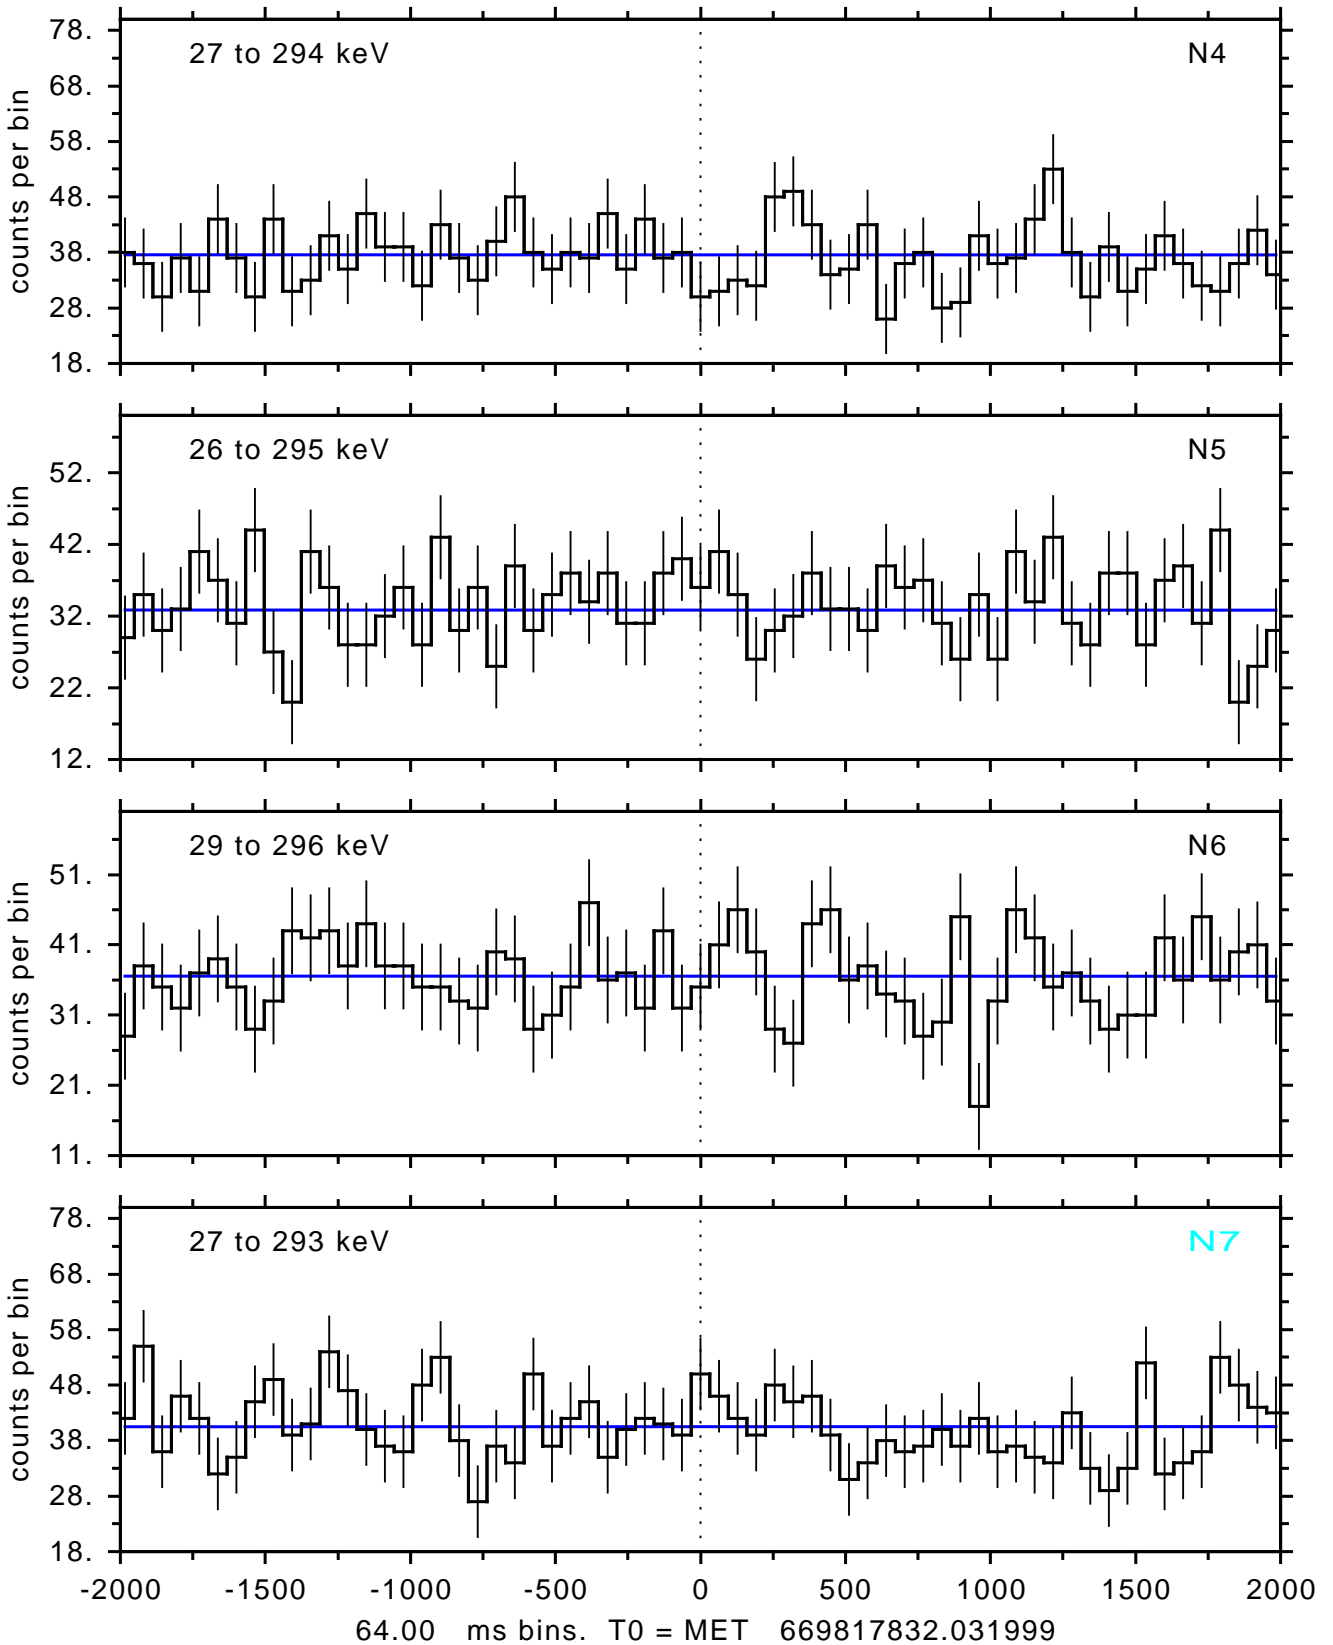 78.
27 to 294 keV N4
68.
58.
48.
38.
28.
18.
counts per bin
26 to 295 keV N5
52.
42.
32.
22.
12.
counts per bin
29 to 296 keV N6
51.
41.
31.
21.
11.
counts per bin
78.
27 to 293 keV N7
68.
58.
48.
38.
28.
18.
counts per bin
-2000 -1500 -1000 -500 0 500 1000 1500 2000
64.00 ms bins. T0 = MET 669817832.031999